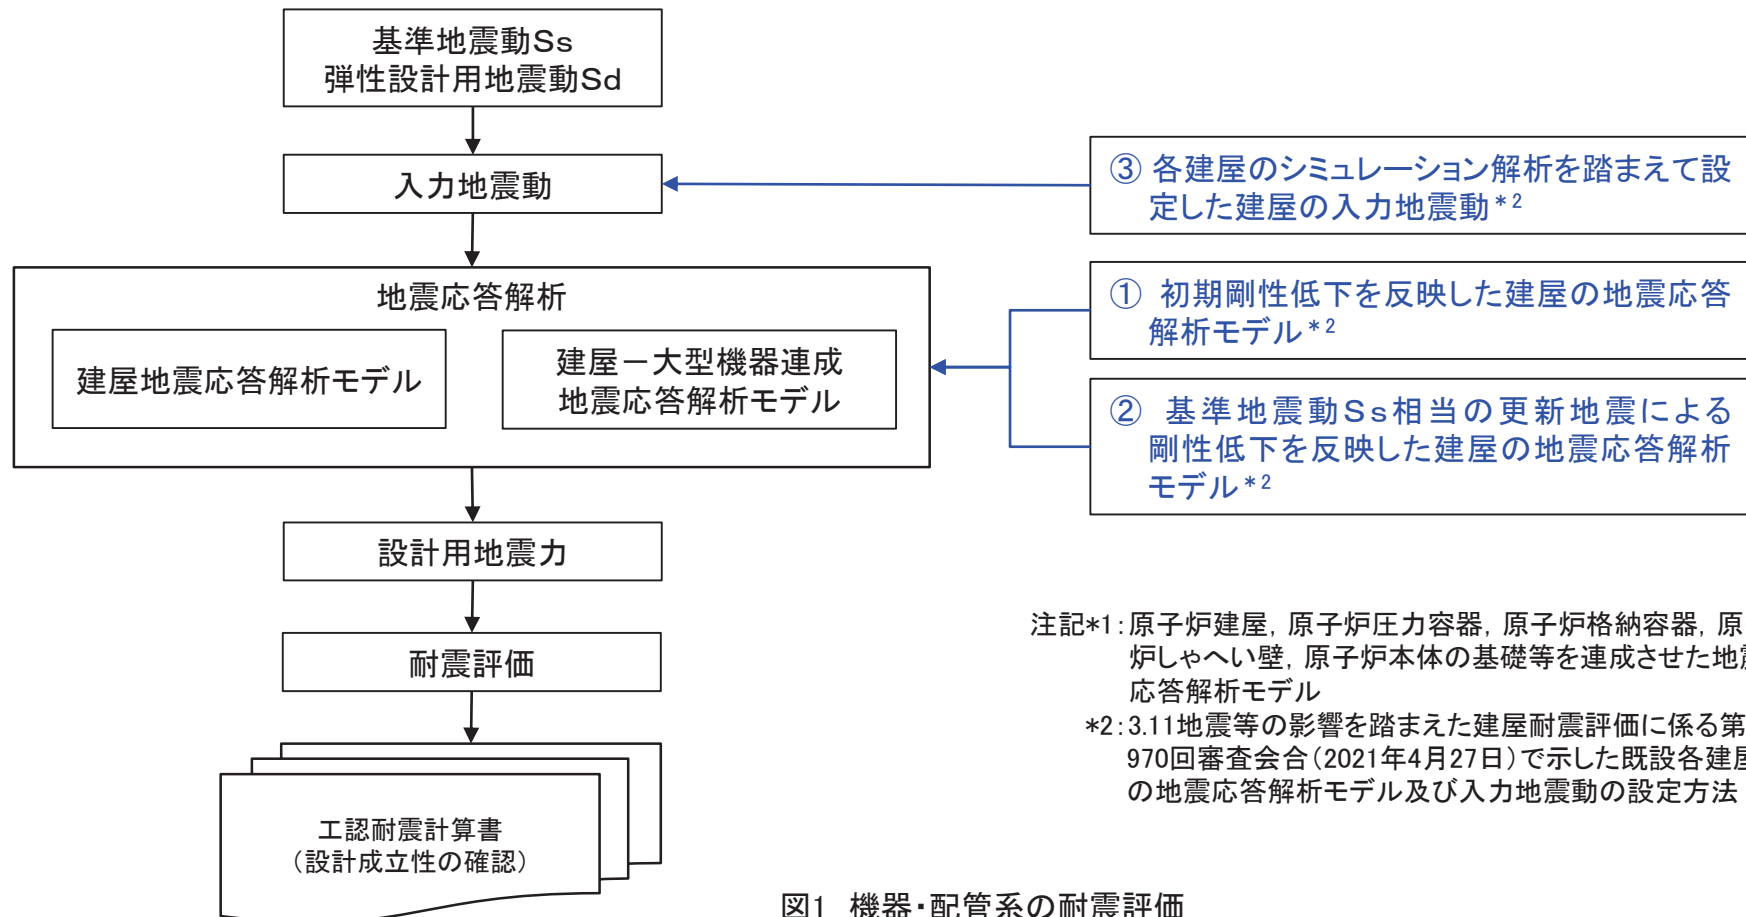 基準地震動Ss
弾性設計用地震動Sd
入力地震動
③ 各建屋のシミュレーション解析を踏まえて設
定した建屋の入力地震動*2
地震応答解析
建屋地震応答解析モデル
建屋－大型機器連成
地震応答解析モデル
① 初期剛性低下を反映した建屋の地震応答
解析モデル*2
② 基準地震動Ss相当の更新地震による
剛性低下を反映した建屋の地震応答解析
モデル*2
設計用地震力
耐震評価
工認耐震計算書
（設計成立性の確認）
注記*1：原子炉建屋，原子炉圧力容器，原子炉格納容器，原
炉しゃへい壁，原子炉本体の基礎等を連成させた地震
応答解析モデル
*2：3.11地震等の影響を踏まえた建屋耐震評価に係る第
970回審査会合（2021年4月27日）で示した既設各建屋
の地震応答解析モデル及び入力地震動の設定方法
図1 機器・配管系の耐震評価